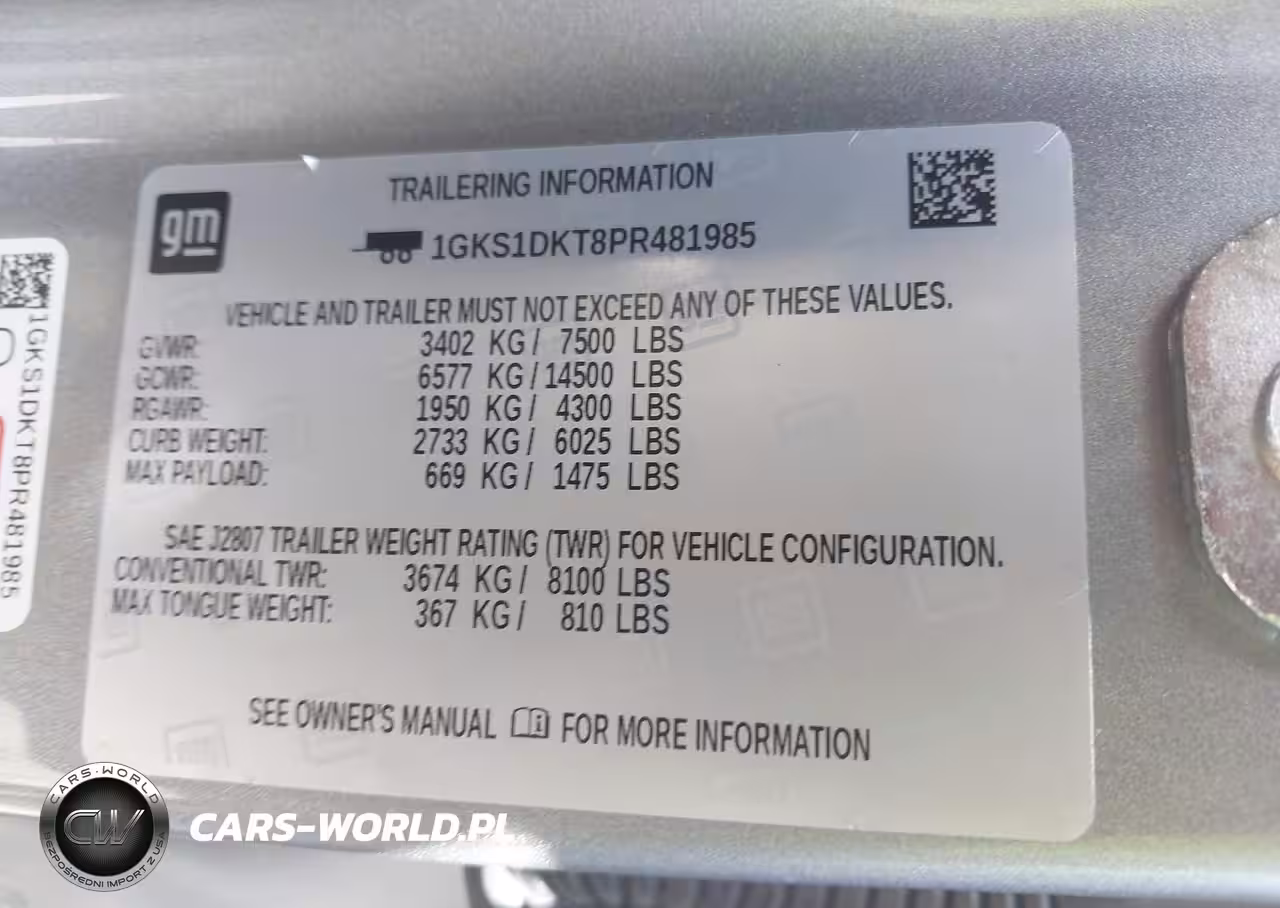 gm
TRAILERING INFORMATION
1GKS1DKT8PR481985
VEHICLE AND TRAILER MUST NOT EXCEED ANY OF THESE VALUES.
GVWR: 3402 KG / 7500 LBS
GCWR: 6577 KG / 14500 LBS
RGAWR: 1950 KG / 4300 LBS
CURB WEIGHT: 2733 KG / 6025 LBS
MAX PAYLOAD: 669 KG / 1475 LBS
SAE J2807 TRAILER WEIGHT RATING (TWR) FOR VEHICLE CONFIGURATION.
CONVENTIONAL TWR: 3674 KG / 8100 LBS
MAX TONGUE WEIGHT: 367 KG / 810 LBS
SEE OWNER'S MANUAL FOR MORE INFORMATION
1GKS1DKT8PR481985
CARS-WORLD
CW
BEZPOŚREDNI IMPORT Z USA
CARS-WORLD.PL